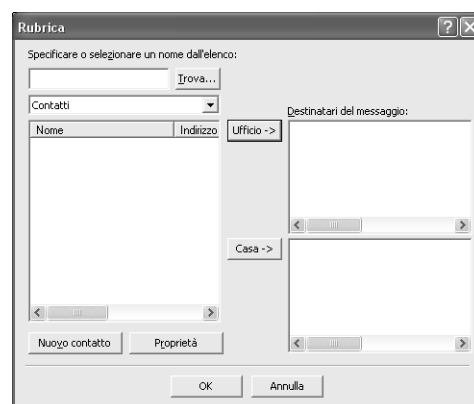 Rubrica
Specificare o selezionare un nome dall'elenco:
Trova...
Contatti
Destinatari del messaggio:
Nome Indirizzo
Ufficio ->
Casa ->
Nuovo contatto Proprietà
OK Annulla